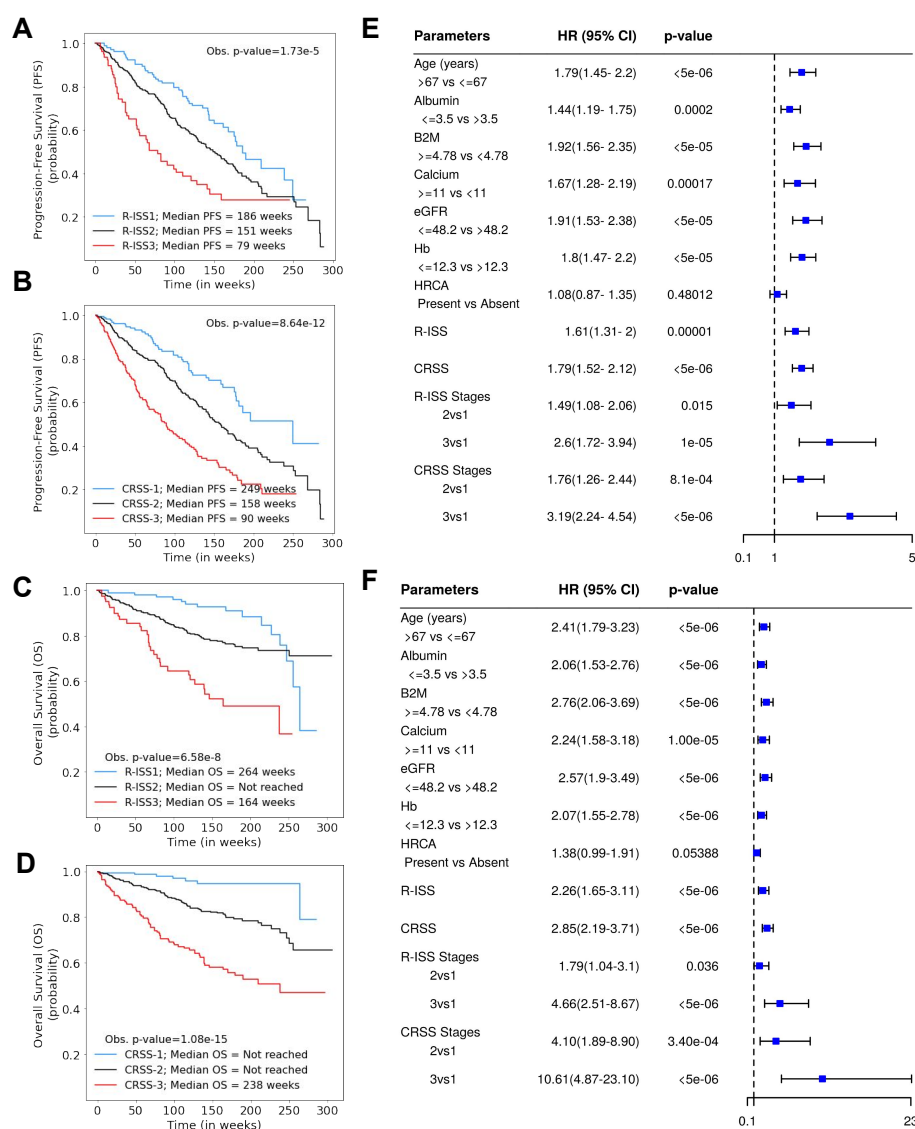 A
1.0
0.8
0.6
0.4
0.2
Progression-Free Survival (PFS)
(probability)
Obs. p-value=1.73e-5
R-ISS1; Median PFS = 186 weeks
R-ISS2; Median PFS = 151 weeks
R-ISS3; Median PFS = 79 weeks
0 50 100 150 200 250 300
Time (in weeks)
B
1.0
0.8
0.6
0.4
0.2
Progression-Free Survival (PFS)
(probability)
Obs. p-value=8.64e-12
CRSS-1; Median PFS = 249 weeks
CRSS-2; Median PFS = 158 weeks
CRSS-3; Median PFS = 90 weeks
0 50 100 150 200 250 300
Time (in weeks)
C
1.0
0.8
0.6
0.4
0.2
Overall Survival (OS)
(probability)
Obs. p-value=6.58e-8
R-ISS1; Median OS = 264 weeks
R-ISS2; Median OS = Not reached
R-ISS3; Median OS = 164 weeks
0 50 100 150 200 250 300
Time (in weeks)
D
1.0
0.8
0.6
0.4
0.2
Overall Survival (OS)
(probability)
Obs. p-value=1.08e-15
CRSS-1; Median OS = Not reached
CRSS-2; Median OS = Not reached
CRSS-3; Median OS = 238 weeks
0 50 100 150 200 250 300
Time (in weeks)
E
Parameters HR (95% CI) p-value
Age (years)
>67 vs <=67 1.79(1.45- 2.2) <5e-06
Albumin
<=3.5 vs >3.5 1.44(1.19- 1.75) 0.0002
B2M
>=4.78 vs <4.78 1.92(1.56- 2.35) <5e-05
Calcium
>=11 vs <11 1.67(1.28- 2.19) 0.00017
eGFR
<=48.2 vs >48.2 1.91(1.53- 2.38) <5e-05
Hb
<=12.3 vs >12.3 1.8(1.47- 2.2) <5e-05
HRCA
Present vs Absent 1.08(0.87- 1.35) 0.48012
R-ISS 1.61(1.31- 2) 0.00001
CRSS 1.79(1.52- 2.12) <5e-06
R-ISS Stages
2vs1 1.49(1.08- 2.06) 0.015
3vs1 2.6(1.72- 3.94) 1e-05
CRSS Stages
2vs1 1.76(1.26- 2.44) 8.1e-04
3vs1 3.19(2.24- 4.54) <5e-06
0.1 1 5
F
Parameters HR (95% CI) p-value
Age (years)
>67 vs <=67 2.41(1.79-3.23) <5e-06
Albumin
<=3.5 vs >3.5 2.06(1.53-2.76) <5e-06
B2M
>=4.78 vs <4.78 2.76(2.06-3.69) <5e-06
Calcium
>=11 vs <11 2.24(1.58-3.18) 1.00e-05
eGFR
<=48.2 vs >48.2 2.57(1.9-3.49) <5e-06
Hb
<=12.3 vs >12.3 2.07(1.55-2.78) <5e-06
HRCA
Present vs Absent 1.38(0.99-1.91) 0.05388
R-ISS 2.26(1.65-3.11) <5e-06
CRSS 2.85(2.19-3.71) <5e-06
R-ISS Stages
2vs1 1.79(1.04-3.1) 0.036
3vs1 4.66(2.51-8.67) <5e-06
CRSS Stages
2vs1 4.10(1.89-8.90) 3.40e-04
3vs1 10.61(4.87-23.10) <5e-06
0.1 23